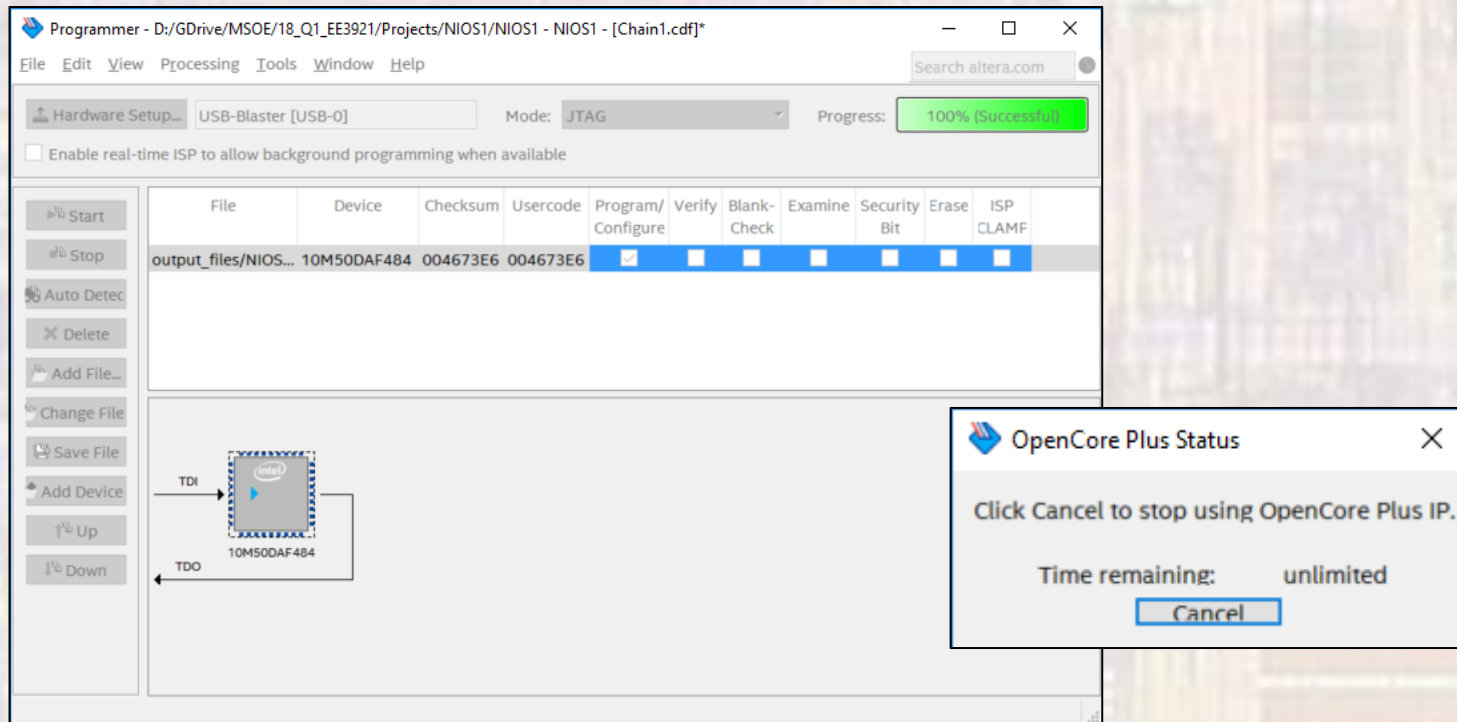 Programmer - D:/GDrive/MSOE/18_Q1_EE3921/Projects/NIOS1/NIOS1 - NIOS1 - [Chain1.cdf]*
File Edit View Processing Tools Window Help
Search altera.com
Hardware Setup... USB-Blaster [USB-0] Mode: JTAG Progress: 100% (Successful)
Enable real-time ISP to allow background programming when available
File Device Checksum Usercode Program/ Configure Verify Blank- Check Examine Security Bit Erase ISP CLAMF
output_files/NIOS... 10M50DAF484 004673E6 004673E6
Start
Stop
Auto Detec
Delete
Add File...
Change File
Save File
Add Device
Up
Down
TDI
intel
10M50DAF484
TDO
OpenCore Plus Status
Click Cancel to stop using OpenCore Plus IP.
Time remaining: unlimited
Cancel